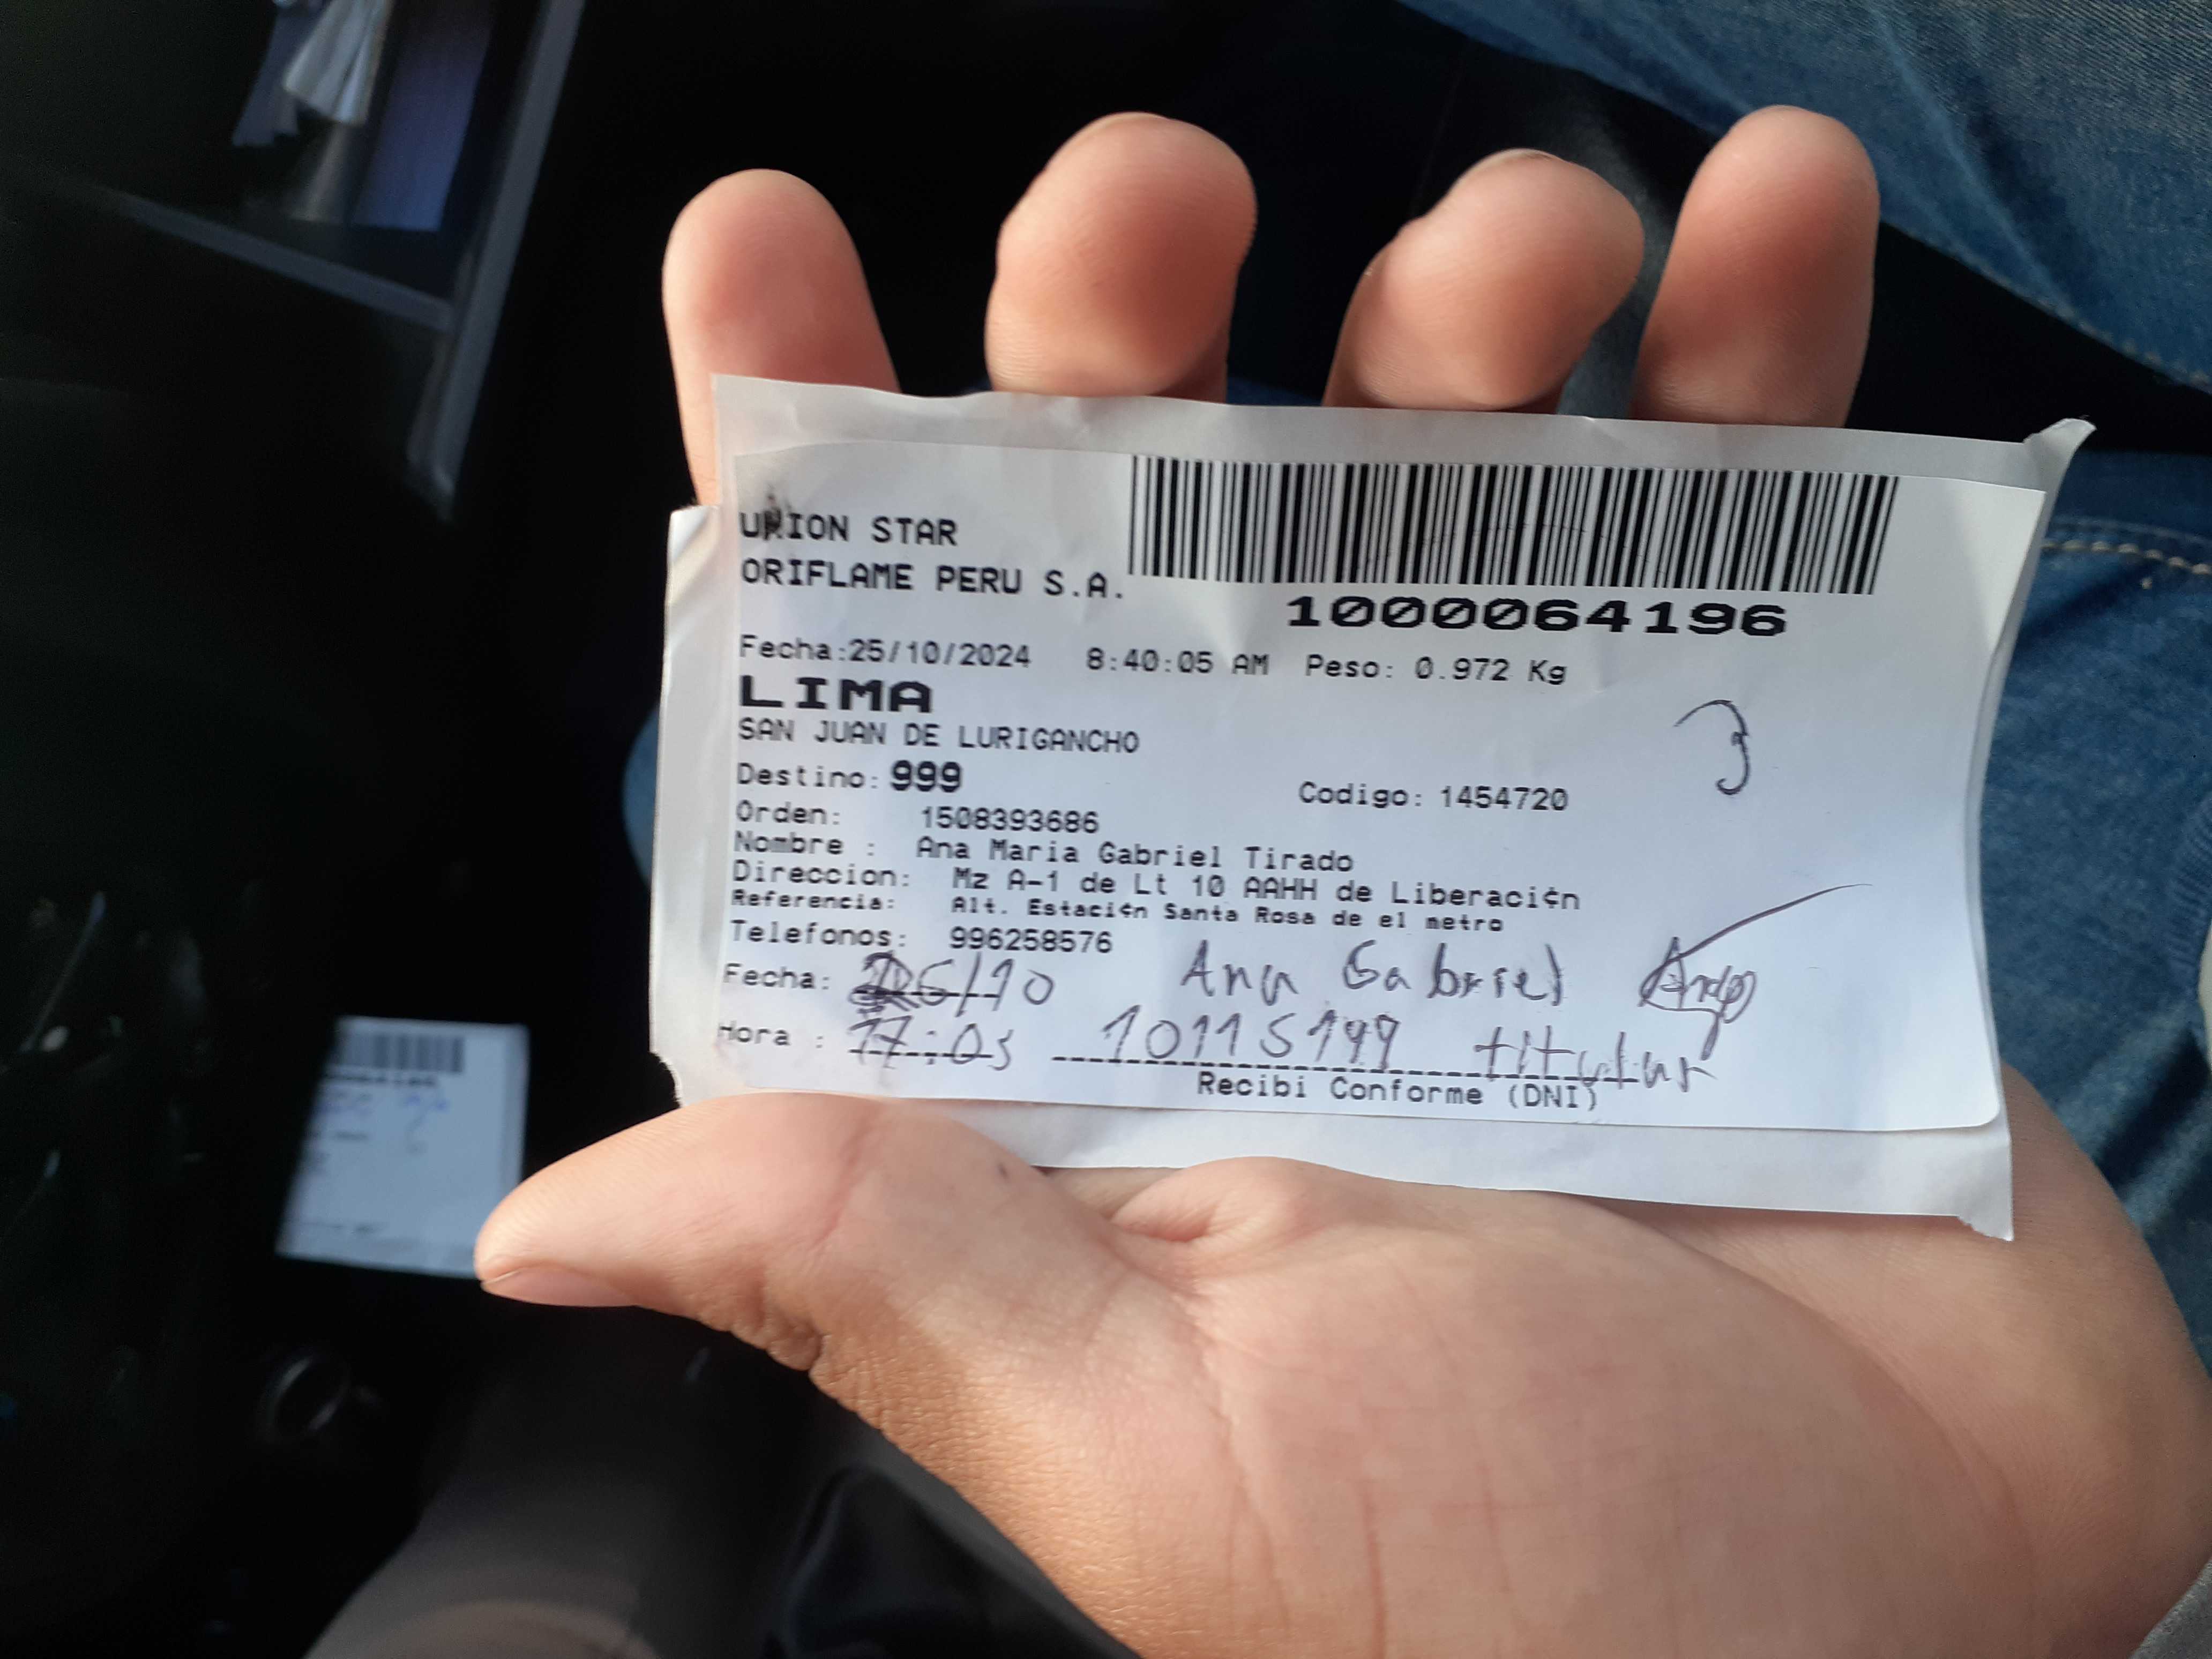 UNION STAR
ORIFLAME PERU S.A.
1000064196
Fecha:25/10/2024 8:40:05 AM Peso: 0.972 Kg
LIMA
SAN JUAN DE LURIGANCHO
3
Destino: 999 Codigo: 1454720
Orden: 1508393686
Nombre : Ana Maria Gabriel Tirado
Direccion: Mz A-1 de Lt 10 AAHH de Liberaci¢n
Referencia: Alt. Estaci¢n Santa Rosa de el metro
Telefonos: 996258576
Fecha: 26/10 Ana Gabriel
Hora : 17:05 10115199 titular
Recibi Conforme (DNI)